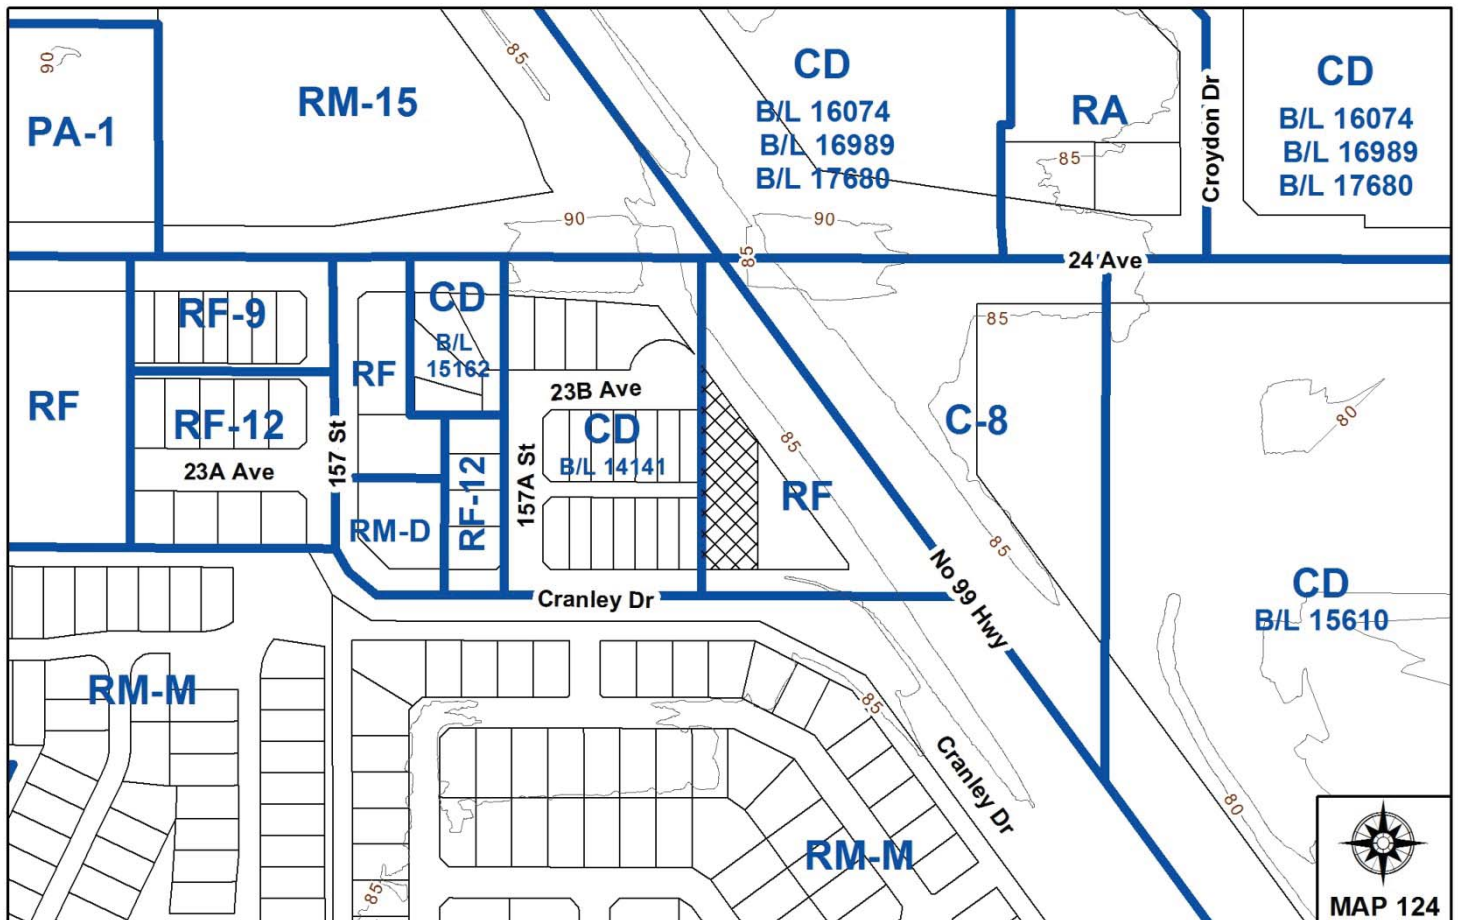 90
PA-1
RM-15
85
CD
B/L 16074
B/L 16989
B/L 17680
RA
85
Croydon Dr
CD
B/L 16074
B/L 16989
B/L 17680
90
90
85
24 Ave
RF-9
CD
B/L
15162
85
RF
RF
23B Ave
RF-12
157 St
CD
B/L 14141
C-8
80
23A Ave
RF-12
157A St
85
RF
RM-D
85
No 99 Hwy
Cranley Dr
CD
B/L 15610
RM-M
85
Cranley Dr
80
RM-M
85
MAP 124